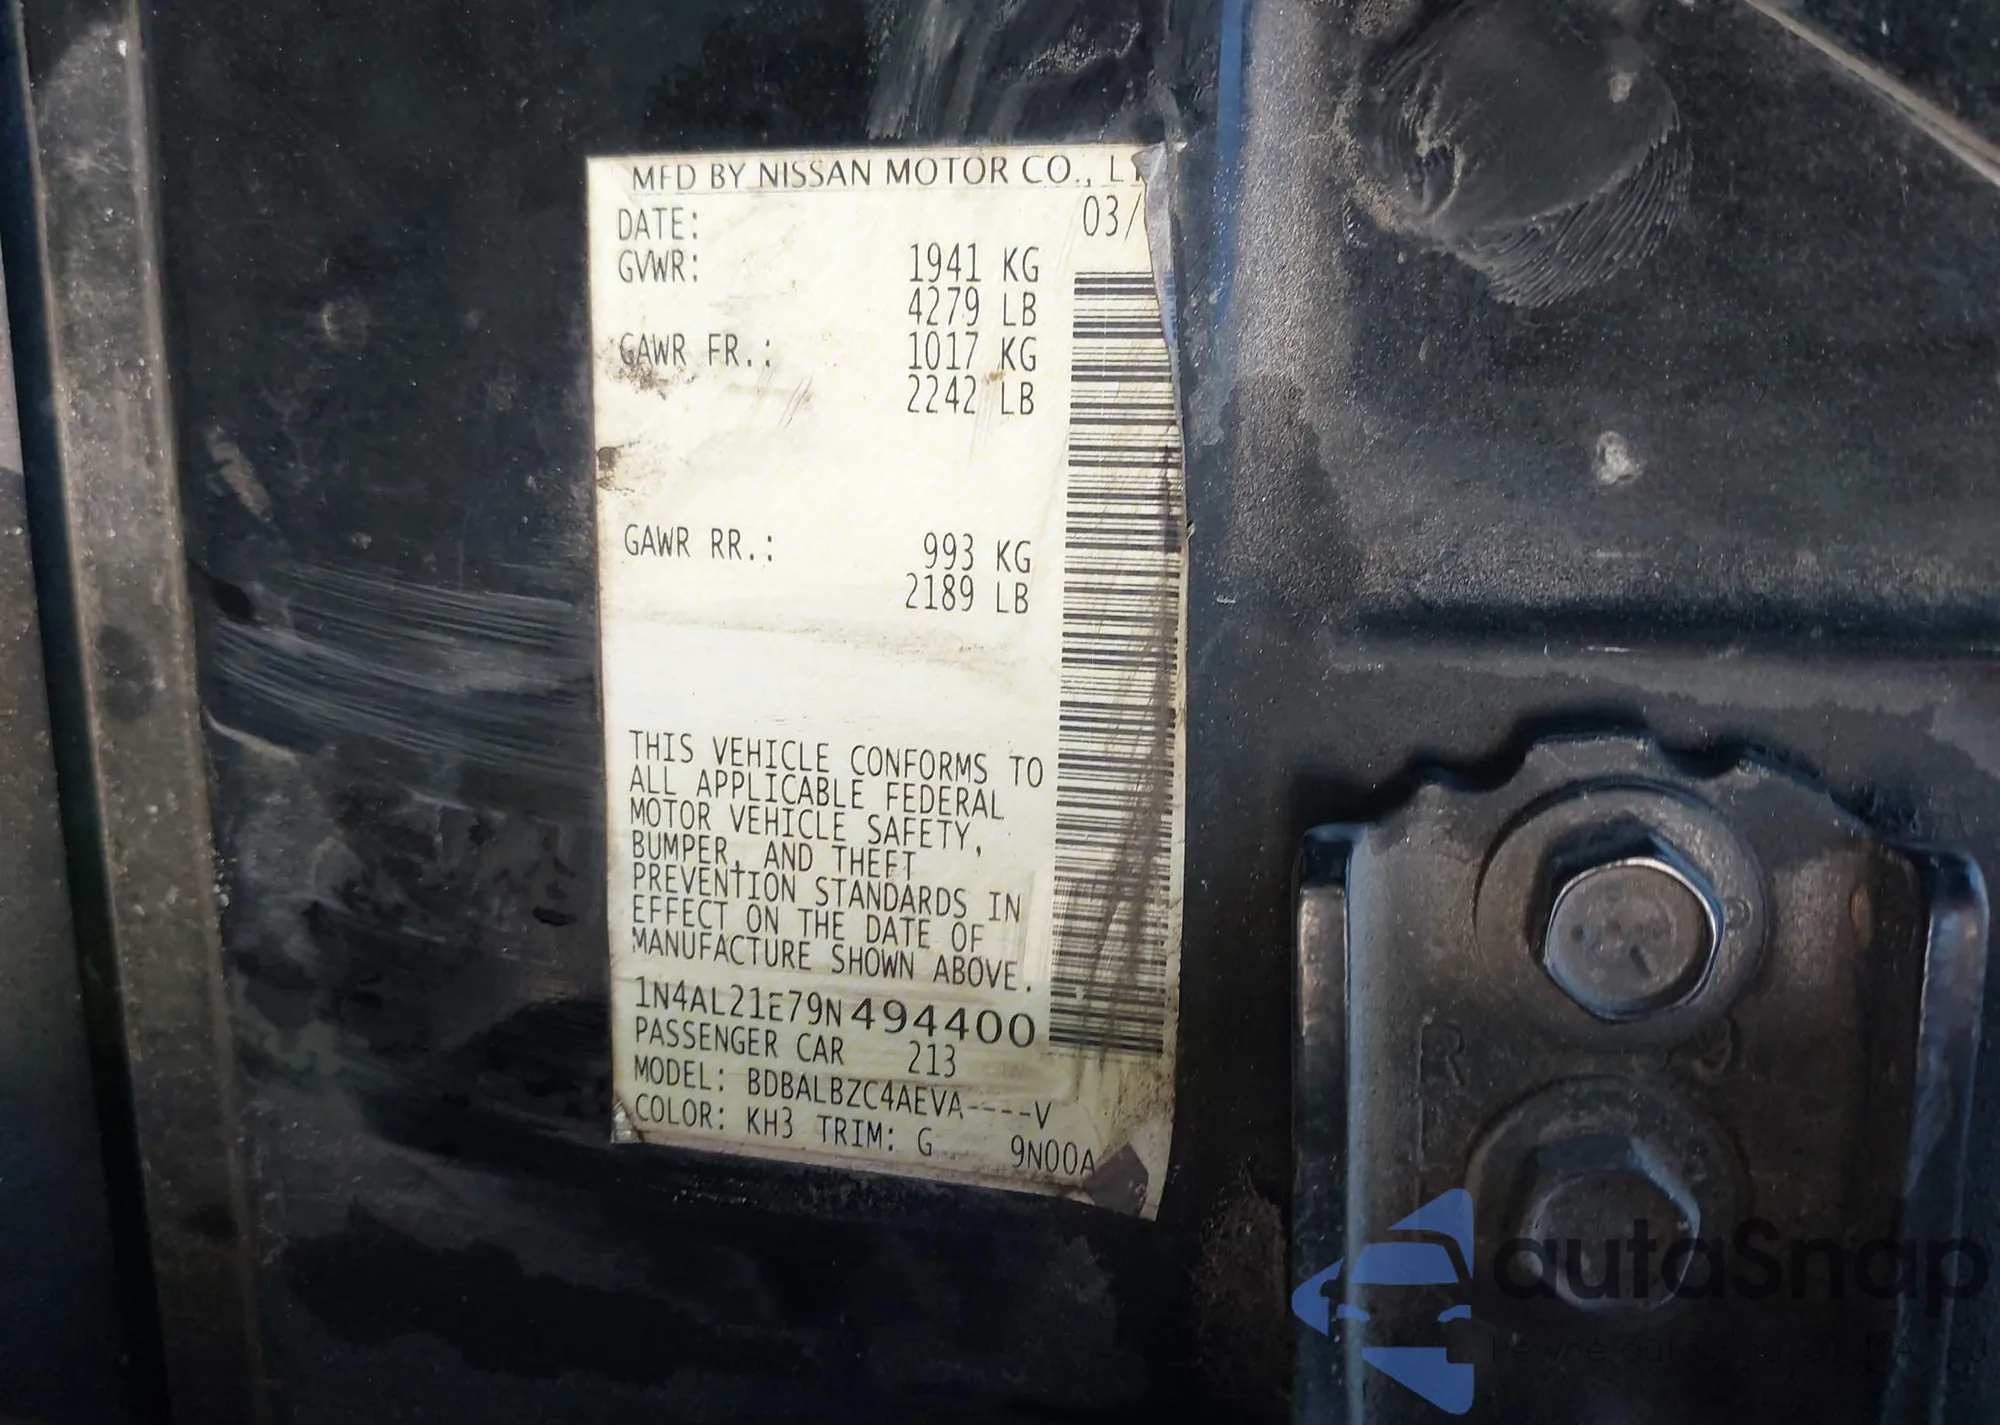 MFD BY NISSAN MOTOR CO., LT
DATE: 03/
GVWR: 1941 KG
4279 LB
GAWR FR.: 1017 KG
2242 LB
GAWR RR.: 993 KG
2189 LB
THIS VEHICLE CONFORMS TO
ALL APPLICABLE FEDERAL
MOTOR VEHICLE SAFETY,
BUMPER, AND THEFT
PREVENTION STANDARDS IN
EFFECT ON THE DATE OF
MANUFACTURE SHOWN ABOVE.
1N4AL21E79N494400
PASSENGER CAR 213
MODEL: BDBALBZC4AEVA----V
COLOR: KH3 TRIM: G 9N00A
autaSnap